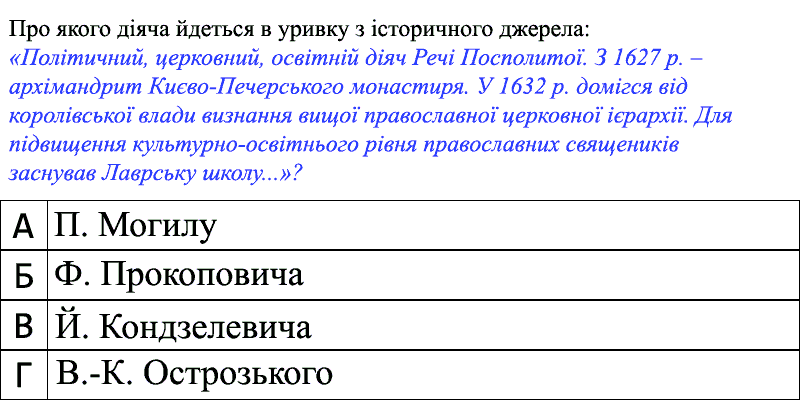 Про якого діяча йдеться в уривку з історичного джерела:
«Політичний, церковний, освітній діяч Речі Посполитої. З 1627 р. –
архімандрит Києво-Печерського монастиря. У 1632 р. домігся від
королівської влади визнання вищої православної церковної ієрархії. Для
підвищення культурно-освітнього рівня православних священиків
заснував Лаврську школу...»?
А П. Могилу
Б Ф. Прокоповича
В Й. Кондзелевича
Г В.-К. Острозького